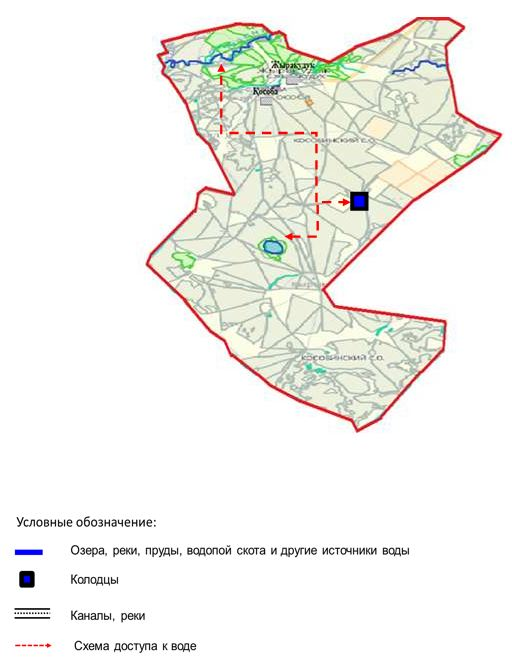 Жыракудук
Кособа
КОСОБИНСКИЙ С.О.
КОСОБИНСКИЙ С.О.
Условные обозначение:
Озера, реки, пруды, водопой скота и другие источники воды
Колодцы
Каналы, реки
Схема доступа к воде